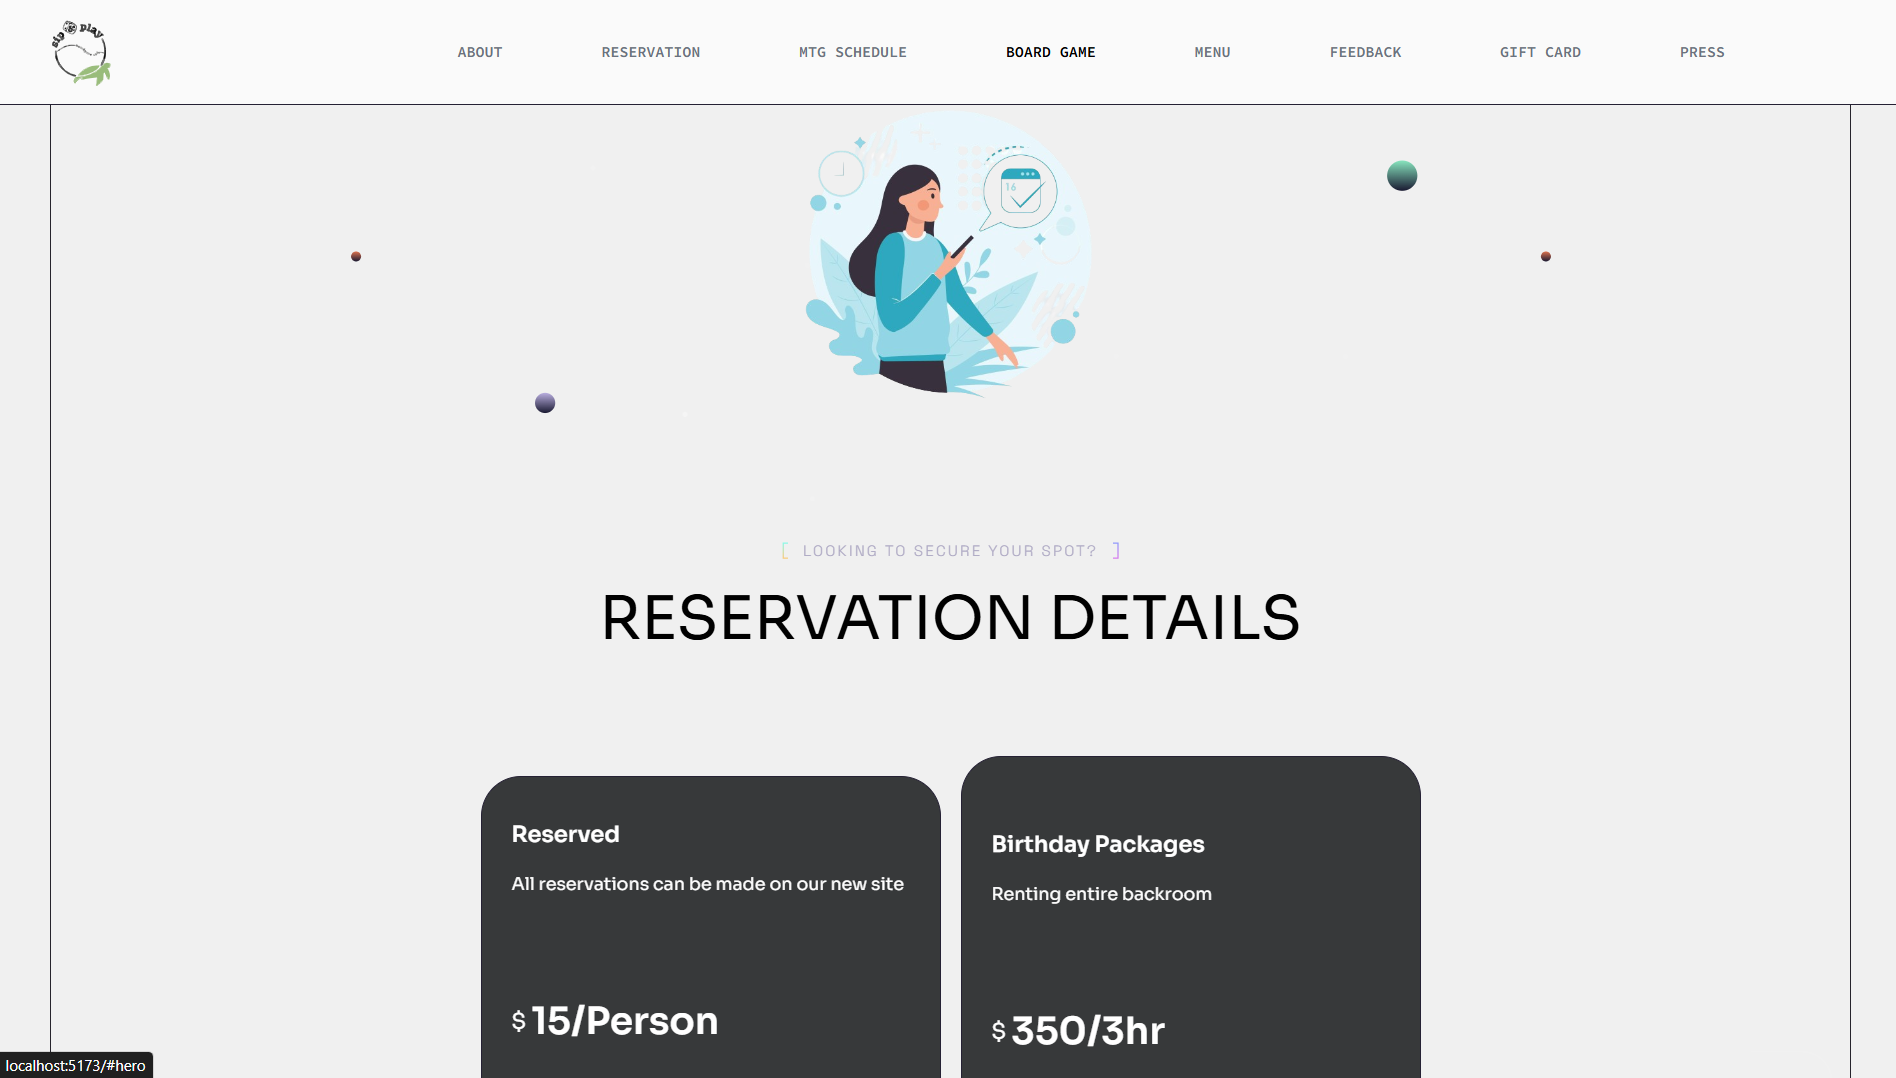 sip & play
ABOUT
RESERVATION
MTG SCHEDULE
BOARD GAME
MENU
FEEDBACK
GIFT CARD
PRESS
16
[ LOOKING TO SECURE YOUR SPOT? ]
RESERVATION DETAILS
Reserved
All reservations can be made on our new site
$ 15/Person
Birthday Packages
Renting entire backroom
$ 350/3hr
localhost:5173/#hero